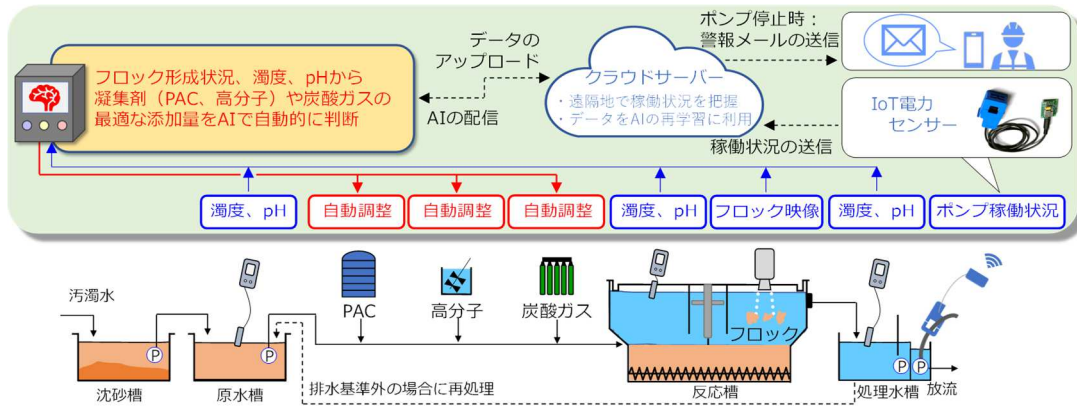 フロック形成状況、濁度、pHから
凝集剤（PAC、高分子）や炭酸ガスの
最適な添加量をAIで自動的に判断
データの
アップロード
AIの配信
クラウドサーバー
・遠隔地で稼働状況を把握
・データをAIの再学習に利用
ポンプ停止時：
警報メールの送信
稼働状況の送信
IoT電力
センサー
濁度、pH
自動調整
自動調整
自動調整
濁度、pH
フロック映像
濁度、pH
ポンプ稼働状況
汚濁水
PAC
高分子
炭酸ガス
フロック
P
P
P
P
沈砂槽
原水槽
排水基準外の場合に再処理
反応槽
処理水槽
放流